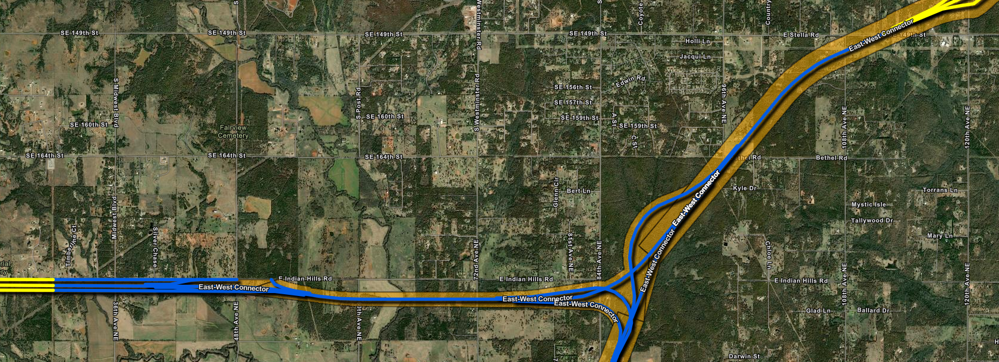 Coyote
Country
Westminster Rd
East-West Connector
SE 149th St
SE 149th St
SE 149th St
SE 149th St
E Stella Rd
E 149th St
Holli Ln
Jacqui Ln
Edwin Rd
S Midwest Blvd
S Post Rd
S Westminster Rd
SE 156th St
96th Ave NE
SE 157th St
SE 160th St
SE 160th St
SE 159th St
A St
SE 159th St
C St
108th Ave NE
120th Ave NE
Fairview
Cemetery
SE 164th St
SE 164th St
SE 164th St
Bethel Rd
Glenn Clr
Bert Ln
Kyle Dr
Torrans Ln
East-West Connector
Mystic Isle
Midwest Blvd
Tallywood Dr
Timberline Ct
Silver Chase
81st Ave NE
Mary Ln
72nd Ave NE
84th Ave NE
Chloe Ln
East-West Connector
108th Ave NE
120th Ave NE
E Indian Hills Rd
E Indian Hills Rd
E Indian Hills Rd
East-West Connector
East-West Connector
East-West Connector
36th Ave NE
48th Ave NE
0th Ave NE
Glad Ln
Ballard Dr
Darwin St